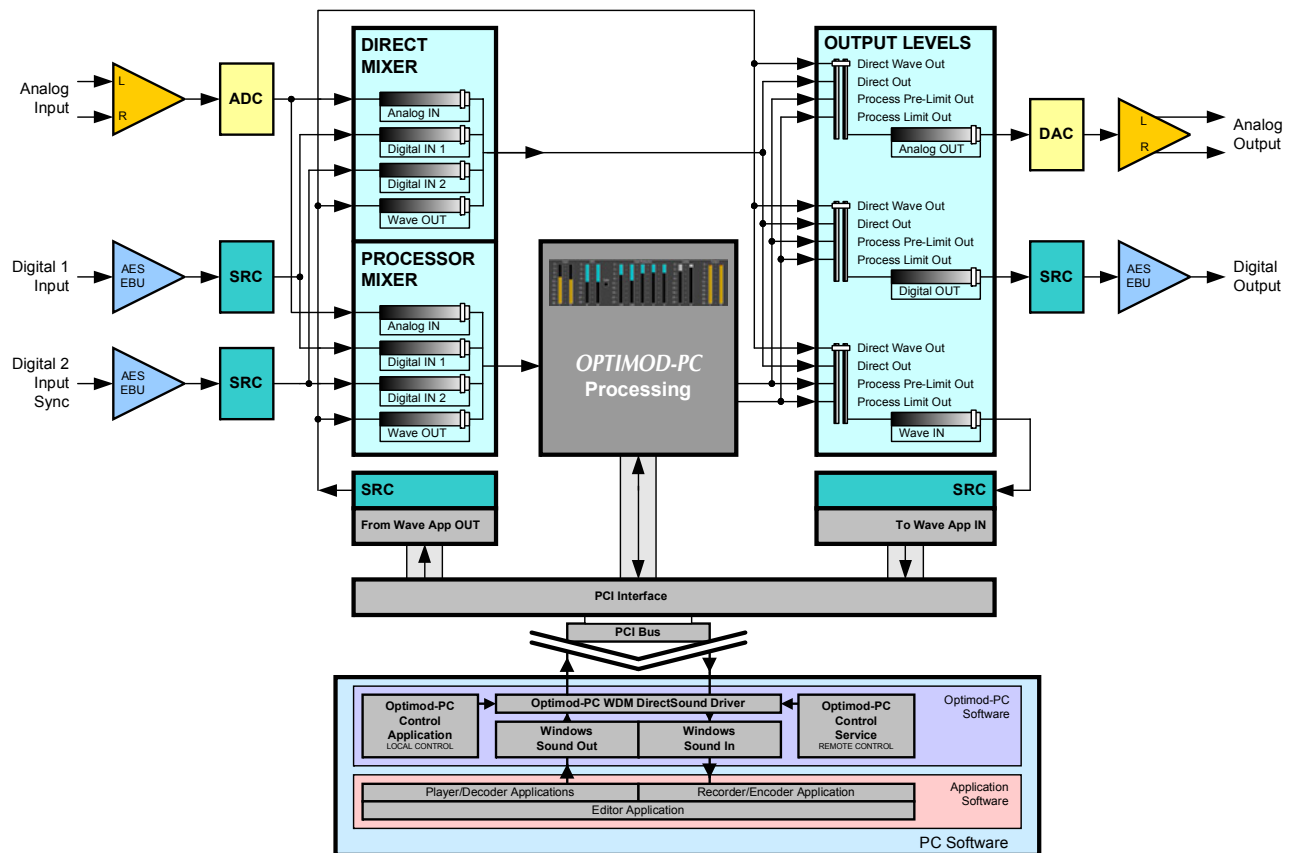 DIRECT
MIXER
Analog IN
Digital IN 1
Digital IN 2
Wave OUT
PROCESSOR
MIXER
Analog IN
Digital IN 1
Digital IN 2
Wave OUT
Analog
Input
L
R
ADC
Digital 1
Input
AES
EBU
SRC
Digital 2
Input
Sync
AES
EBU
SRC
OPTIMOD-PC
Processing
OUTPUT LEVELS
Direct Wave Out
Direct Out
Process Pre-Limit Out
Process Limit Out
Analog OUT
Direct Wave Out
Direct Out
Process Pre-Limit Out
Process Limit Out
Digital OUT
Direct Wave Out
Direct Out
Process Pre-Limit Out
Process Limit Out
Wave IN
DAC
L
R
Analog
Output
SRC
AES
EBU
Digital
Output
SRC
From Wave App OUT
SRC
To Wave App IN
PCI Interface
PCI Bus
Optimod-PC
Control
Application
LOCAL CONTROL
Optimod-PC WDM DirectSound Driver
Windows
Sound Out
Windows
Sound In
Optimod-PC
Control
Service
REMOTE CONTROL
Optimod-PC
Software
Player/Decoder Applications
Recorder/Encoder Application
Editor Application
Application
Software
PC Software